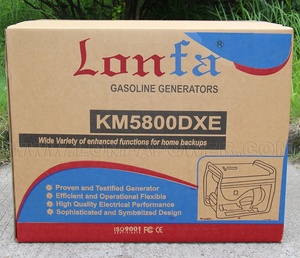 Lonfa®
GASOLINE GENERATORS
KM5800DXE
Wide Variety of enhanced functions for home backups
Proven and Testified Generator
Efficient and Operational Flexible
High Quality Electrical Performance
Sophisticated and Symbelized Design
ISO9001 FC CE